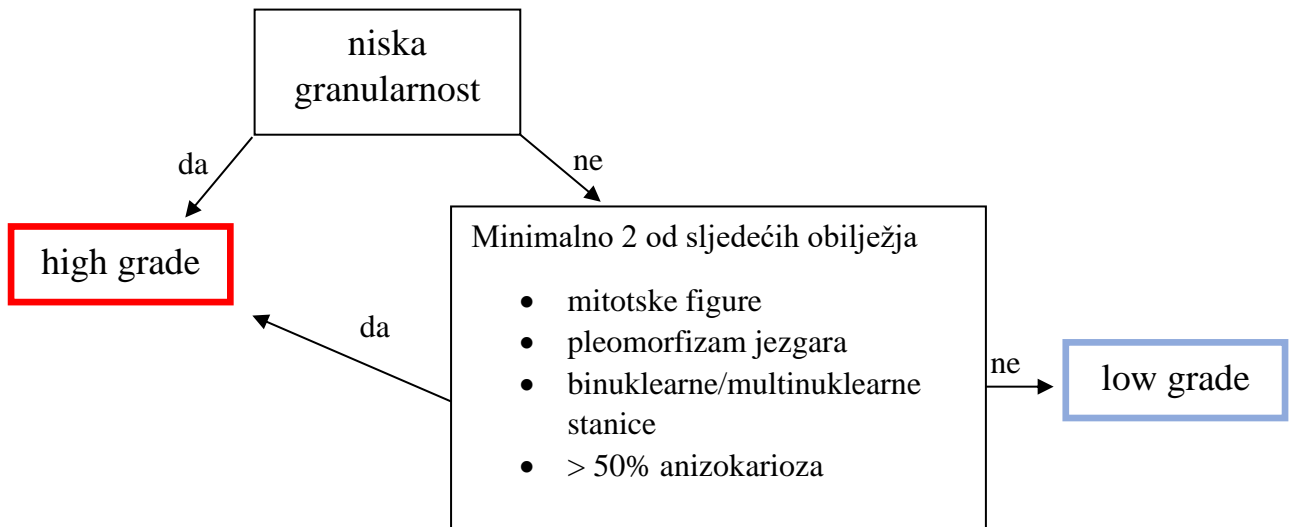 niska
granularnost
da
ne
high grade
Minimalno 2 od sljedećih obilježja
• mitotske figure
• pleomorfizam jezgara
• binuklearne/multinuklearne
stanice
• > 50% anizokarioza
da
ne
low grade